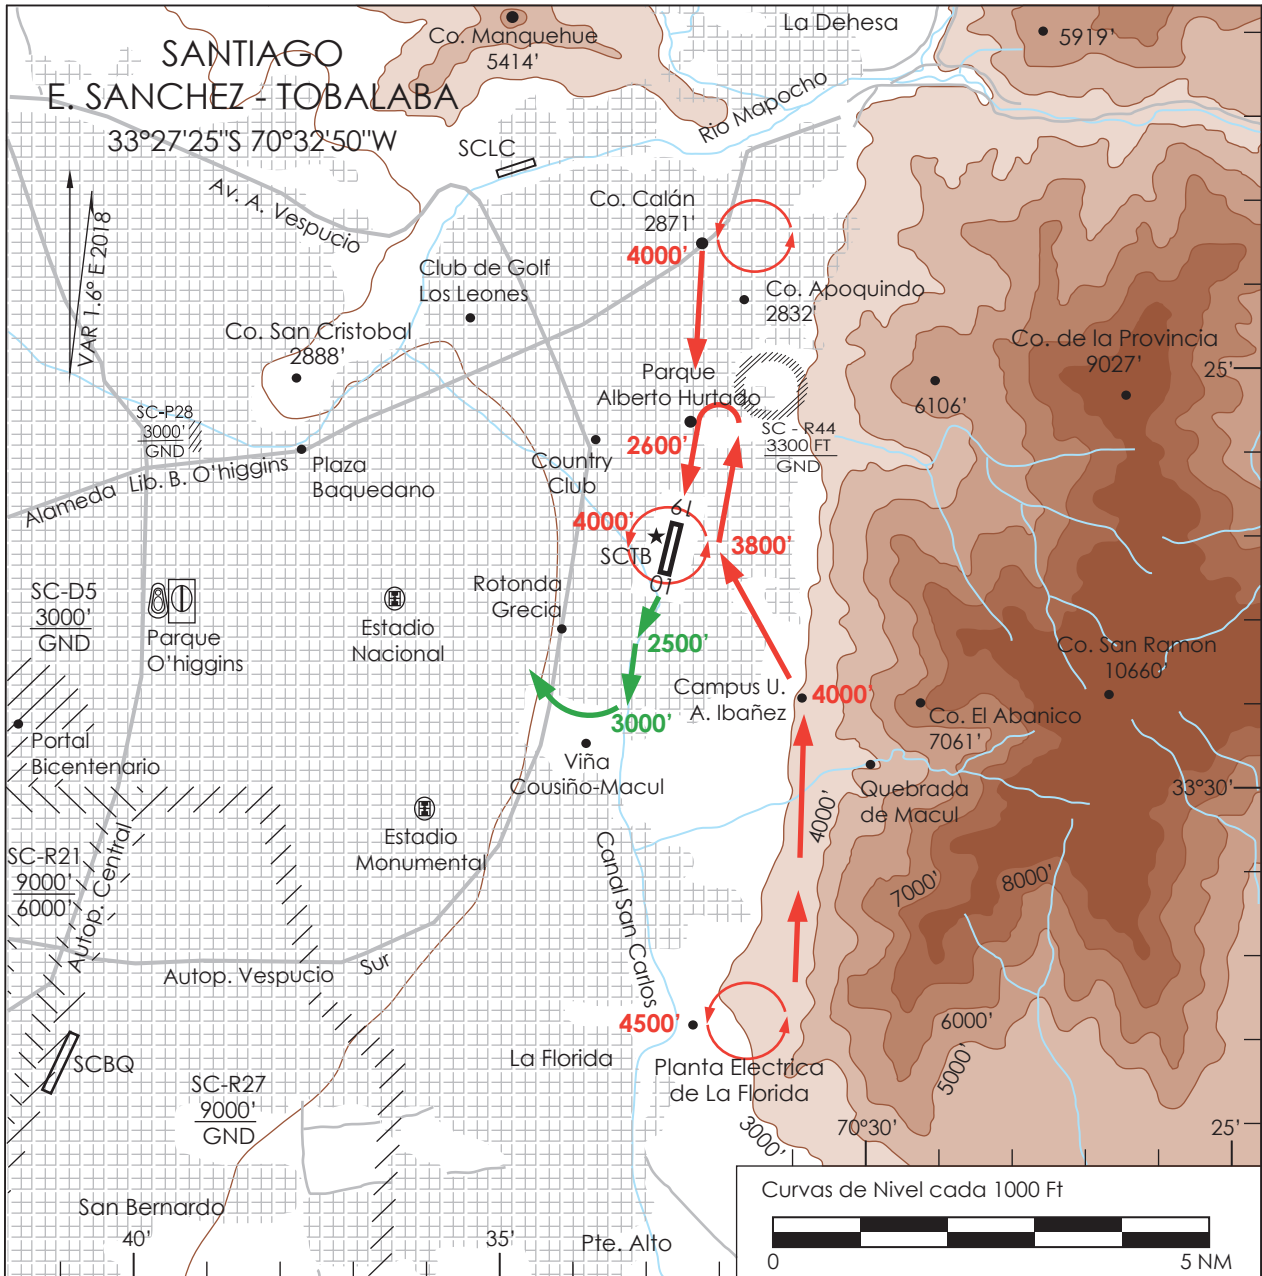 SANTIAGO
E. SANCHEZ - TOBALABA
33°27'25"S 70°32'50"W
VAR 1.6° E 2018
Co. Manquehue
5414'
La Dehesa
5919'
Rio Mapocho
SCLC
Av. A. Vespucio
Co. Calán
2871'
4000'
Club de Golf
Los Leones
Co. Apoquindo
2832'
Co. San Cristobal
2888'
Co. de la Provincia
9027'
25'
6106'
Parque
Alberto Hurtado
2600'
SC - R44
3300 FT
GND
SC-P28
3000'
GND
Alameda Lib. B. O'higgins
Plaza
Baquedano
Country
Club
4000'
19
SCTB
01
3800'
Rotonda
Grecia
SC-D5
3000'
GND
Parque
O'higgins
Estadio
Nacional
2500'
Co. San Ramon
10660'
Campus U.
A. Ibañez
4000'
3000'
Co. El Abanico
7061'
Portal
Bicentenario
Viña
Cousiño-Macul
Quebrada
de Macul
33°30'
4000'
Estadio
Monumental
SC-R21
9000'
6000'
Autop. Central
Canal San Carlos
7000'
8000'
Autop. Vespucio Sur
4500'
6000'
5000'
SCBQ
La Florida
Planta Electrica
de La Florida
SC-R27
9000'
GND
3000'
70°30'
25'
San Bernardo
40'
35'
Pte. Alto
Curvas de Nivel cada 1000 Ft
0
5 NM